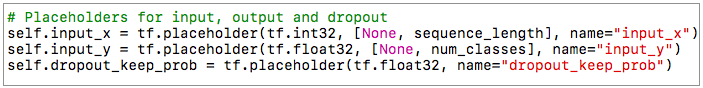 # Placeholders for input, output and dropout
self.input_x = tf.placeholder(tf.int32, [None, sequence_length], name="input_x")
self.input_y = tf.placeholder(tf.float32, [None, num_classes], name="input_y")
self.dropout_keep_prob = tf.placeholder(tf.float32, name="dropout_keep_prob")